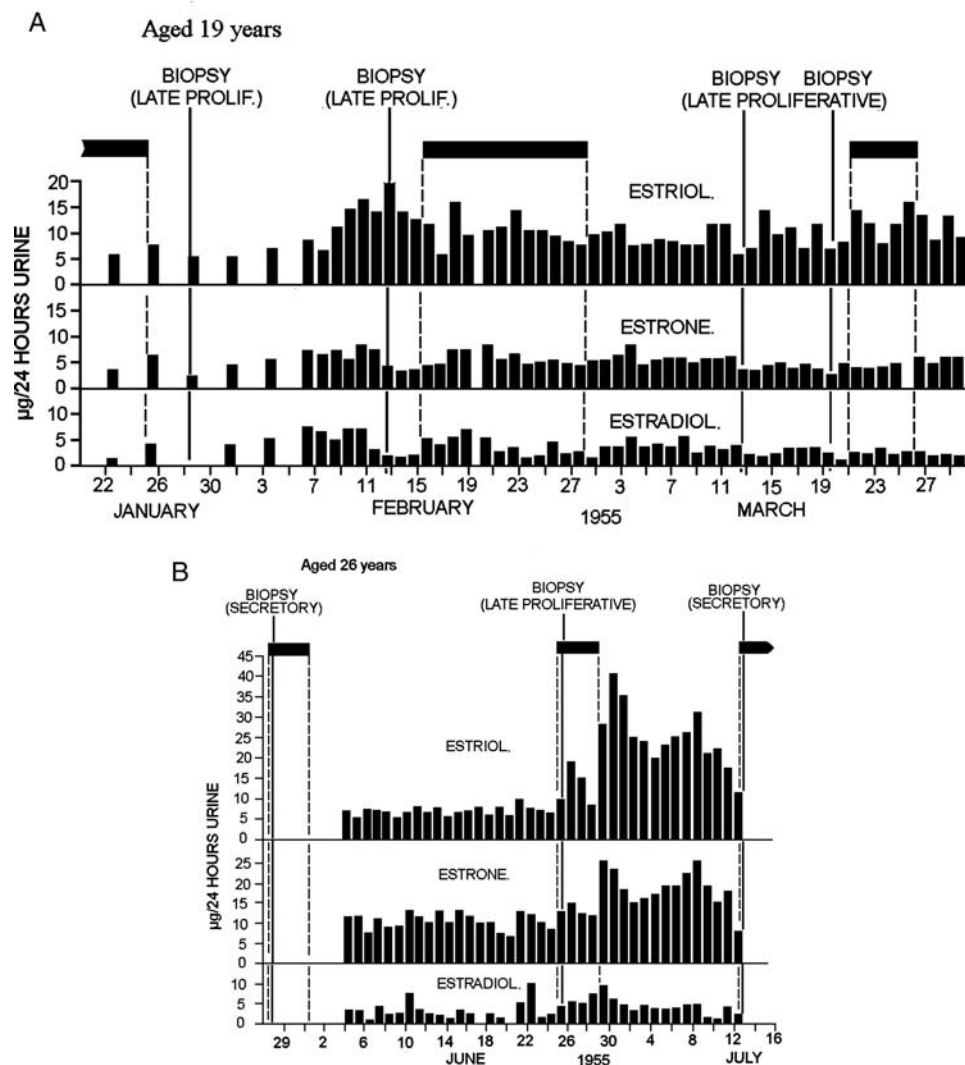 A
Aged 19 years
BIOPSY
(LATE PROLIF.)
BIOPSY
(LATE PROLIF.)
BIOPSY BIOPSY
(LATE PROLIFERATIVE)
ESTRIOL.
20
15
10
5
0
ESTRONE.
15
10
5
0
ESTRADIOL.
10
5
0
µg/24 HOURS URINE
22 26 30 3 7 11 15 19 23 27 3 7 11 15 19 23 27
JANUARY FEBRUARY 1955 MARCH
B
Aged 26 years
BIOPSY
(SECRETORY)
BIOPSY
(LATE PROLIFERATIVE)
BIOPSY
(SECRETORY)
45
40
35
30
25
20
15
10
5
0
ESTRIOL.
25
20
15
10
5
0
ESTRONE.
10
5
0
ESTRADIOL.
µg/24 HOURS URINE
29 2 6 10 14 18 22 26 30 4 8 12 16
JUNE 1955 JULY